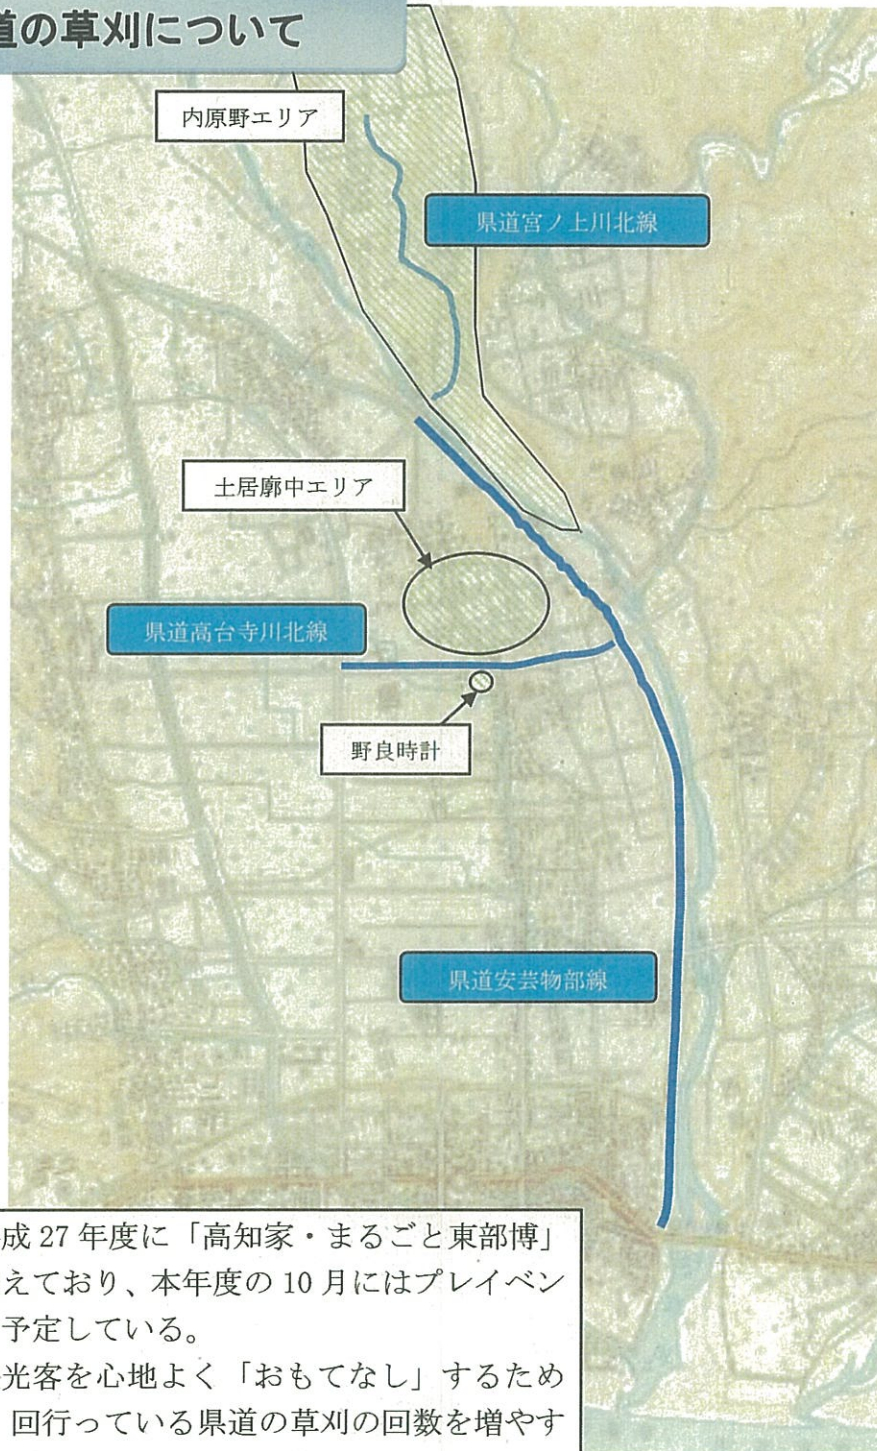 道の草刈について
内原野エリア
県道宮ノ上川北線
土居廓中エリア
県道高台寺川北線
野良時計
県道安芸物部線
成 27 年度に「高知家・まるごと東部博」
えており、本年度の 10 月にはプレイベン
予定している。
光客を心地よく「おもてなし」するため
回行っている県道の草刈の回数を増やす